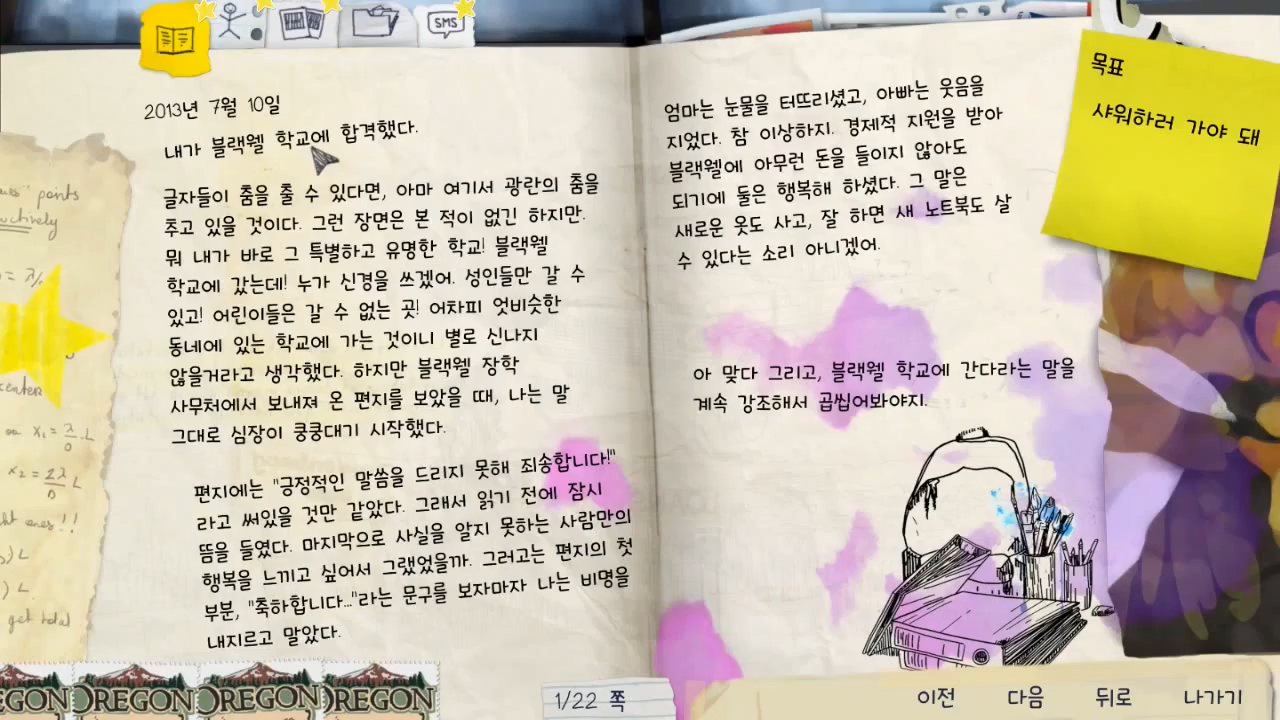 SMS
2013년 7월 10일
내가 블랙웰 학교에 합격했다.
글자들이 춤을 출 수 있다면, 아마 여기서 광란의 춤을
추고 있을 것이다. 그런 장면은 본 적이 없긴 하지만.
뭐 내가 바로 그 특별하고 유명한 학교! 블랙웰
학교에 갔는데! 누가 신경을 쓰겠어. 성인들만 갈 수
있고! 어린이들은 갈 수 없는 곳! 어차피 엇비슷한
동네에 있는 학교에 가는 것이니 별로 신나지
않을거라고 생각했다. 하지만 블랙웰 장학
사무처에서 보내져 온 편지를 보았을 때, 나는 말
그대로 심장이 쿵쿵대기 시작했다.
편지에는 "긍정적인 말씀을 드리지 못해 죄송합니다!"
라고 써있을 것만 같았다. 그래서 읽기 전에 잠시
뜸을 들였다. 마지막으로 사실을 알지 못하는 사람만의
행복을 느끼고 싶어서 그랬었을까. 그러고는 편지의 첫
부분, "축하합니다..."라는 문구를 보자마자 나는 비명을
내지르고 말았다.
엄마는 눈물을 터뜨리셨고, 아빠는 웃음을
지었다. 참 이상하지. 경제적 지원을 받아
블랙웰에 아무런 돈을 들이지 않아도
되기에 둘은 행복해 하셨다. 그 말은
새로운 옷도 사고, 잘 하면 새 노트북도 살
수 있다는 소리 아니겠어.
아 맞다 그리고, 블랙웰 학교에 간다라는 말을
계속 강조해서 곱씹어봐야지.
목표
샤워하러 가야 돼
points
get total
OREGON
OREGON
OREGON
1/22 쪽
이전 다음 뒤로 나가기